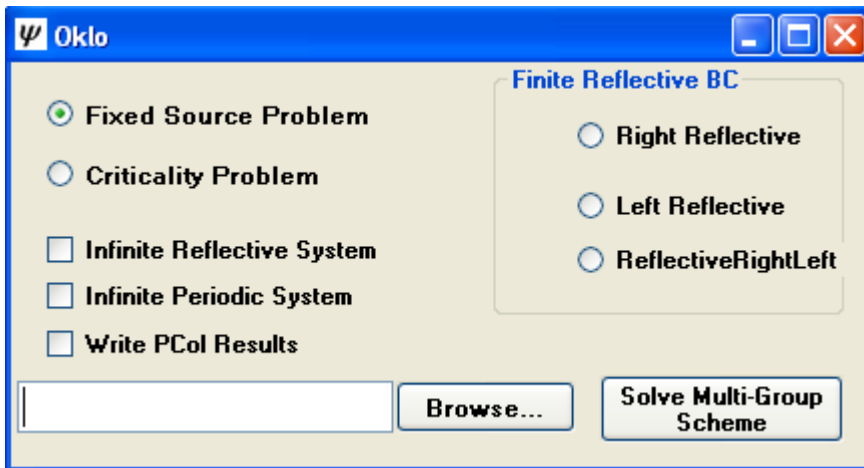 Ψ Oklo
Fixed Source Problem
Criticality Problem
Infinite Reflective System
Infinite Periodic System
Write PCol Results
Finite Reflective BC
Right Reflective
Left Reflective
ReflectiveRightLeft
Browse...
Solve Multi-Group
Scheme